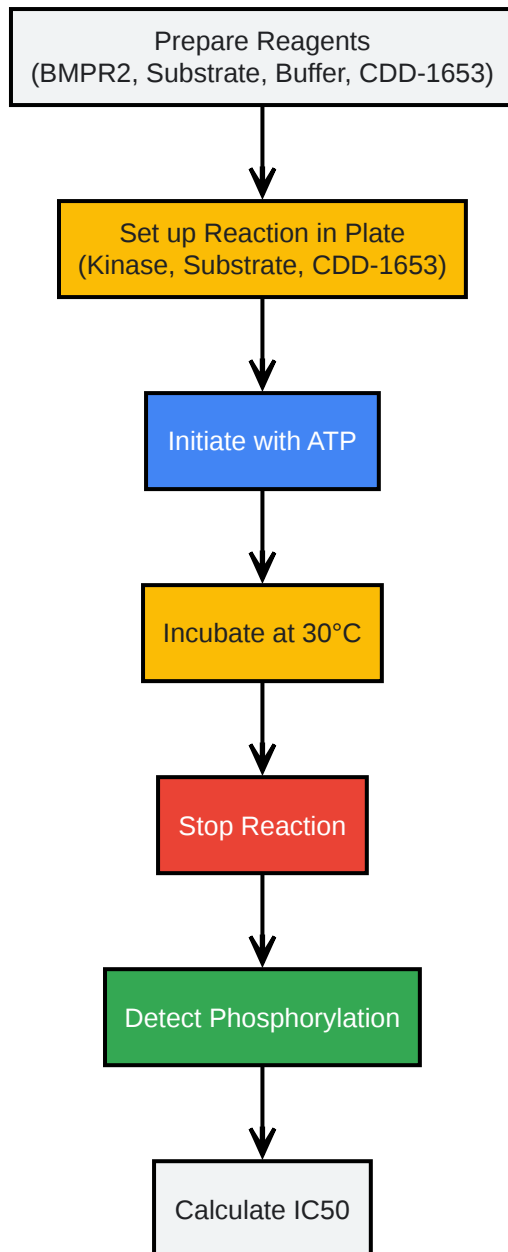 Prepare Reagents
(BMPR2, Substrate, Buffer, CDD-1653)
Set up Reaction in Plate
(Kinase, Substrate, CDD-1653)
Initiate with ATP
Incubate at 30°C
Stop Reaction
Detect Phosphorylation
Calculate IC50